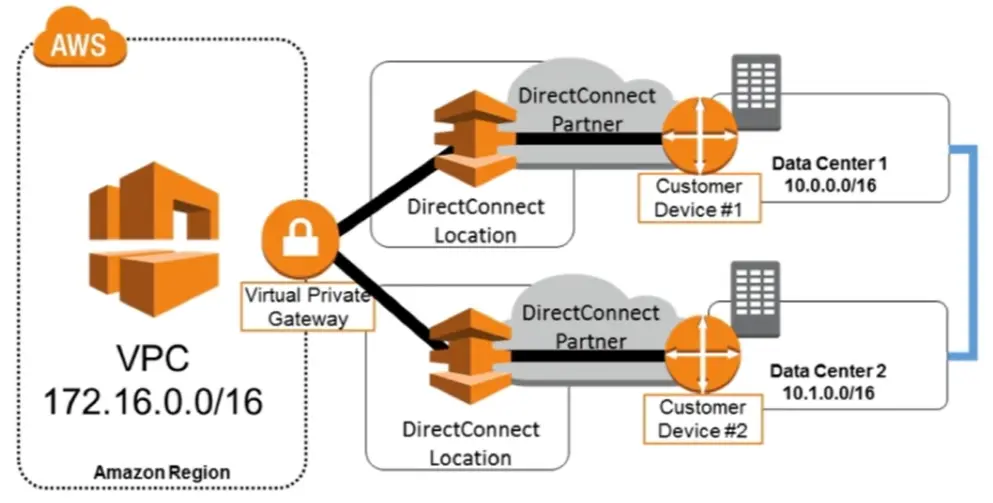 AWS
DirectConnect
Partner
Data Center 1
10.0.0.0/16
Customer
Device #1
DirectConnect
Location
Virtual Private
Gateway
VPC
172.16.0.0/16
Amazon Region
DirectConnect
Partner
Data Center 2
10.1.0.0/16
Customer
Device #2
DirectConnect
Location